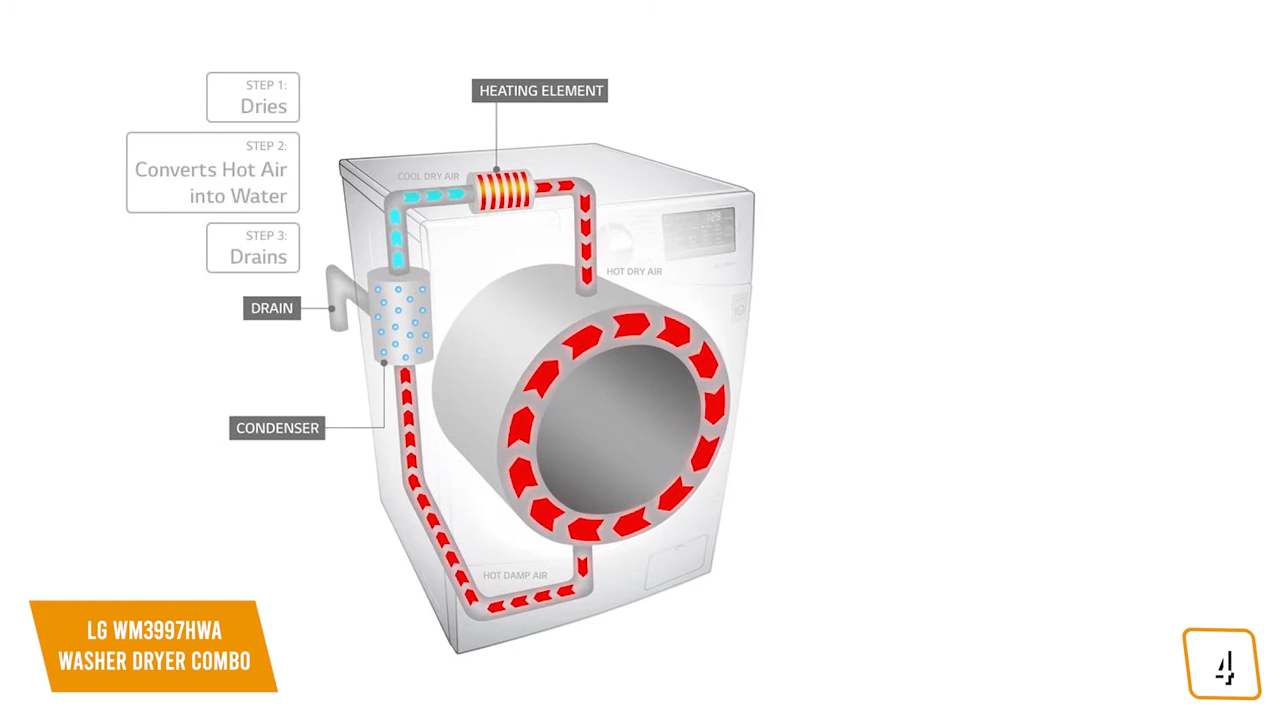 STEP 1:
Dries
STEP 2:
Converts Hot Air
into Water
STEP 3:
Drains
HEATING ELEMENT
COOL DRY AIR
HOT DRY AIR
DRAIN
CONDENSER
HOT DAMP AIR
LG WM3997HWA
WASHER DRYER COMBO
4